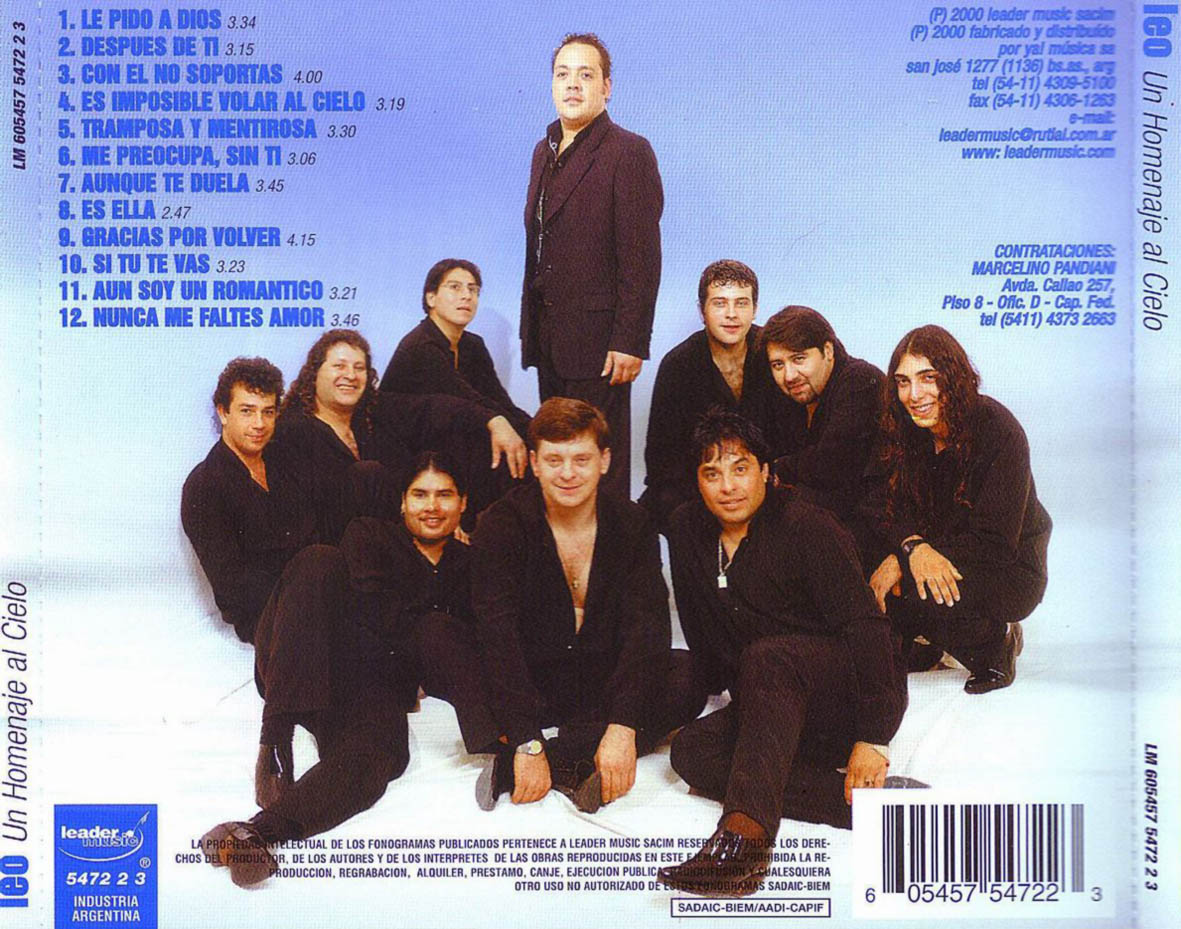 1. LE PIDO A DIOS 3.34
2. DESPUES DE TI 3.15
3. CON EL NO SOPORTAS 4.00
4. ES IMPOSIBLE VOLAR AL CIELO 3.19
5. TRAMPOSA Y MENTIROSA 3.30
6. ME PREOCUPA, SIN TI 3.06
7. AUNQUE TE DUELA 3.45
8. ES ELLA 2.47
9. GRACIAS POR VOLVER 4.15
10. SI TU TE VAS 3.23
11. AUN SOY UN ROMANTICO 3.21
12. NUNCA ME FALTES AMOR 3.46
(P) 2000 leader music sacim
(P) 2000 fabricado y distribuído
por ya! música sa
san josé 1277 (1136) bs.as., arg
tel (54-11) 4309-5100
fax (54-11) 4306-1263
e-mail:
leadermusic@rutial.com.ar
www: leadermusic.com
CONTRATACIONES:
MARCELINO PANDIANI
Avda. Callao 257,
Piso 8 - Ofic. D - Cap. Fed.
tel (5411) 4373 2663
LM 605457 5472 2 3
leo Un Homenaje al Cielo
leo Un Homenaje al Cielo
LM 605457 5472 2 3
leader
music
®
5472 2 3
INDUSTRIA
ARGENTINA
LA PROPIEDAD INTELECTUAL DE LOS FONOGRAMAS PUBLICADOS PERTENECE A LEADER MUSIC SACIM RESERVADA TODOS LOS DERE-
CHOS DEL PRODUCTOR, DE LOS AUTORES Y DE LOS INTERPRETES DE LAS OBRAS REPRODUCIDAS EN ESTE EJEMPLAR. PROHIBIDA LA RE-
PRODUCCION, REGRABACION, ALQUILER, PRESTAMO, CANJE, EJECUCION PUBLICA, RADIODIFUSION Y CUALESQUIERA
OTRO USO NO AUTORIZADO DE ESTOS FONOGRAMAS SADAIC-BIEM
SADAIC-BIEM/AADI-CAPIF
6 05457 54722 3